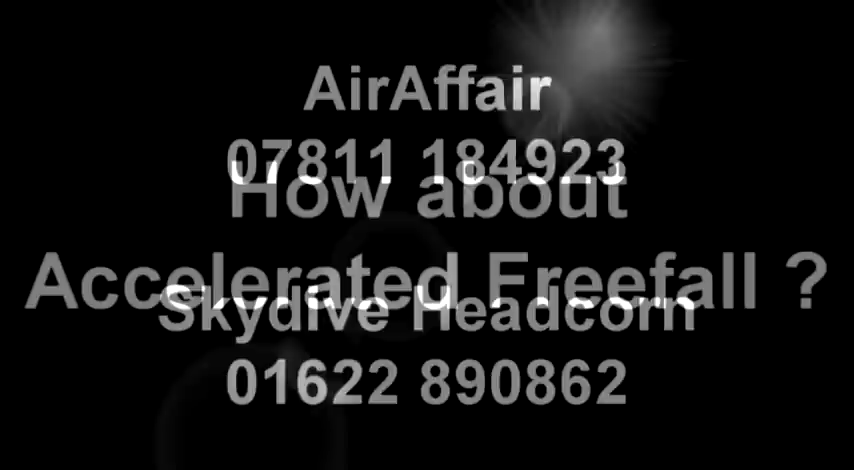 AirAffair
07811 184923
How about
Accelerated Freefall ?
Skydive Headcorn
01622 890862